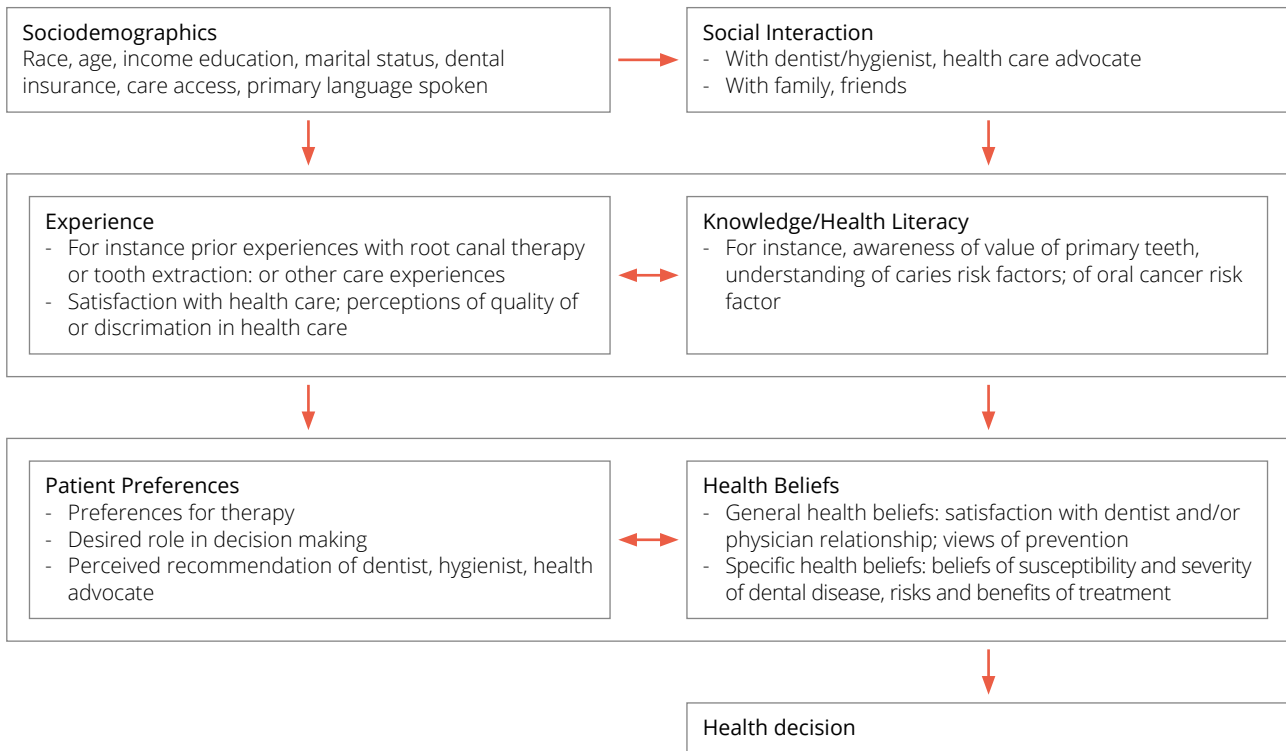 Sociodemographics
Race, age, income education, marital status, dental
insurance, care access, primary language spoken
Social Interaction
- With dentist/hygienist, health care advocate
- With family, friends
Experience
- For instance prior experiences with root canal therapy
or tooth extraction: or other care experiences
- Satisfaction with health care; perceptions of quality of
or discrimation in health care
Knowledge/Health Literacy
- For instance, awareness of value of primary teeth,
understanding of caries risk factors; of oral cancer risk
factor
Patient Preferences
- Preferences for therapy
- Desired role in decision making
- Perceived recommendation of dentist, hygienist, health
advocate
Health Beliefs
- General health beliefs: satisfaction with dentist and/or
physician relationship; views of prevention
- Specific health beliefs: beliefs of susceptibility and severity
of dental disease, risks and benefits of treatment
Health decision